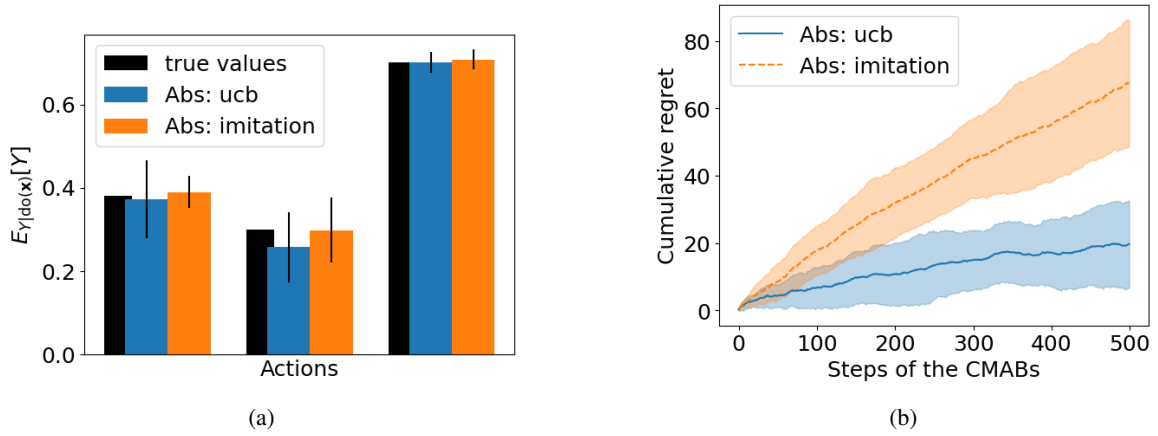 true values
Abs: ucb
Abs: imitation
E_{Y|do(x)}[Y]
0.6
0.4
0.2
0.0
Actions
(a)
Abs: ucb
Abs: imitation
Cumulative regret
80
60
40
20
0
0 100 200 300 400 500
Steps of the CMABs
(b)